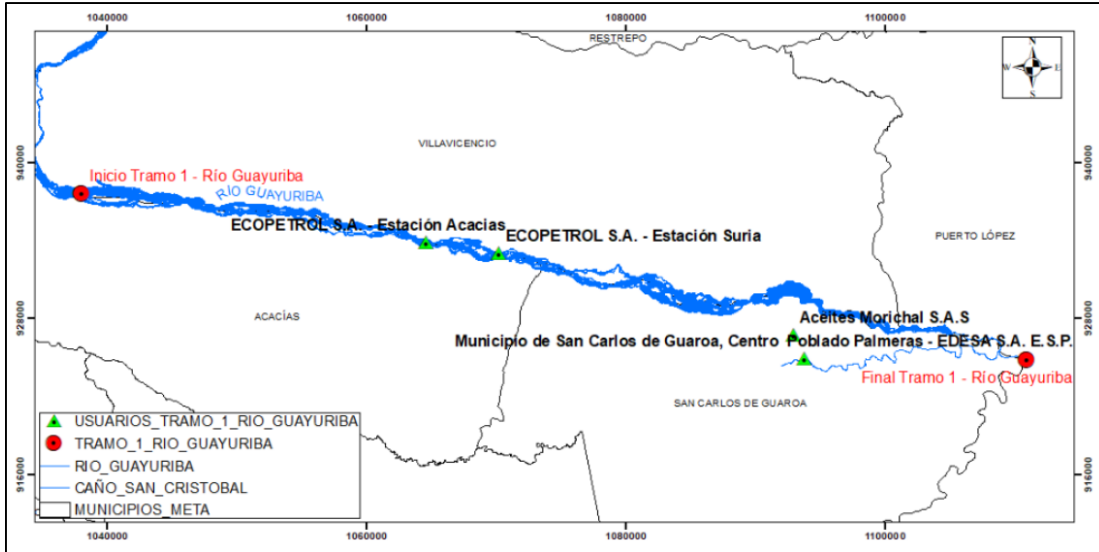 1040000 1060000 1080000 1100000
RESTREPO
N
W E
S
VILLAVICENCIO
940000 940000
Inicio Tramo 1 - Río Guayuriba
RIO GUAYURIBA
ECOPETROL S.A. - Estación Acacias
ECOPETROL S.A. - Estación Suria
PUERTO LÓPEZ
ACACÍAS
928000 928000
Aceites Morichal S.A.S
Municipio de San Carlos de Guaroa, Centro Poblado Palmeras - EDESA S.A. E.S.P.
Final Tramo 1 - Río Guayuriba
SAN CARLOS DE GUAROA
USUARIOS_TRAMO_1_RIO_GUAYURIBA
TRAMO_1_RIO_GUAYURIBA
RIO_GUAYURIBA
916000 916000
CAÑO_SAN_CRISTOBAL
MUNICIPIOS_META
1040000 1060000 1080000 1100000